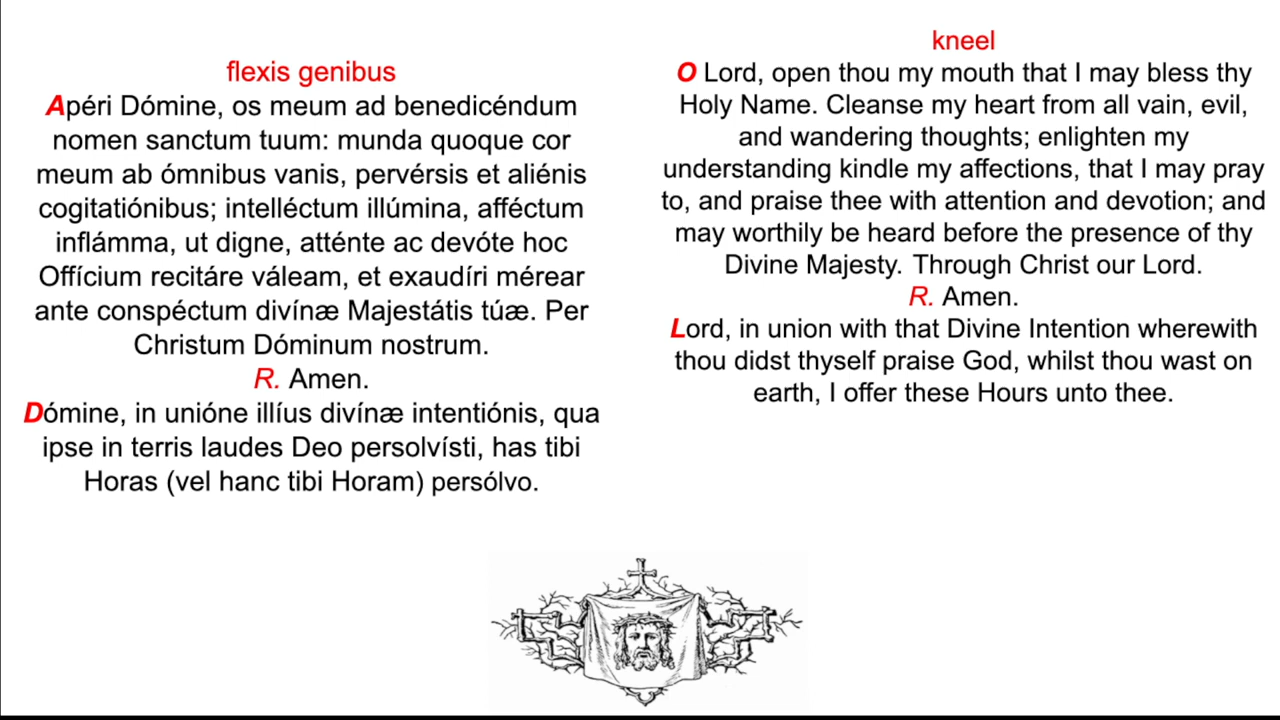 flexis genibus
Apéri Dómine, os meum ad benedicéndum
nomen sanctum tuum: munda quoque cor
meum ab ómnibus vanis, pervérsis et aliénis
cogitatiónibus; intelléctum illúmina, afféctum
inflámma, ut digne, atténte ac devóte hoc
Offícium recitáre váleam, et exaudíri mérear
ante conspéctum divínæ Majestátis túæ. Per
Christum Dóminum nostrum.
R. Amen.
Dómine, in unióne illíus divínæ intentiónis, qua
ipse in terris laudes Deo persolvísti, has tibi
Horas (vel hanc tibi Horam) persólvo.
kneel
O Lord, open thou my mouth that I may bless thy
Holy Name. Cleanse my heart from all vain, evil,
and wandering thoughts; enlighten my
understanding kindle my affections, that I may pray
to, and praise thee with attention and devotion; and
may worthily be heard before the presence of thy
Divine Majesty. Through Christ our Lord.
R. Amen.
Lord, in union with that Divine Intention wherewith
thou didst thyself praise God, whilst thou wast on
earth, I offer these Hours unto thee.